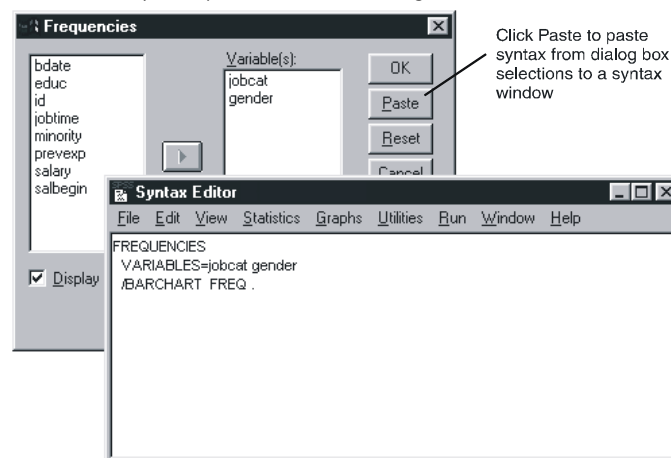 Frequencies
bdate
educ
id
jobtime
minority
prevexp
salary
salbegin
Variable(s):
jobcat
gender
OK
Paste
Reset
Cancel
Display
Click Paste to paste
syntax from dialog box
selections to a syntax
window
Syntax Editor
File Edit View Statistics Graphs Utilities Run Window Help
FREQUENCIES
VARIABLES=jobcat gender
/BARCHART FREQ .